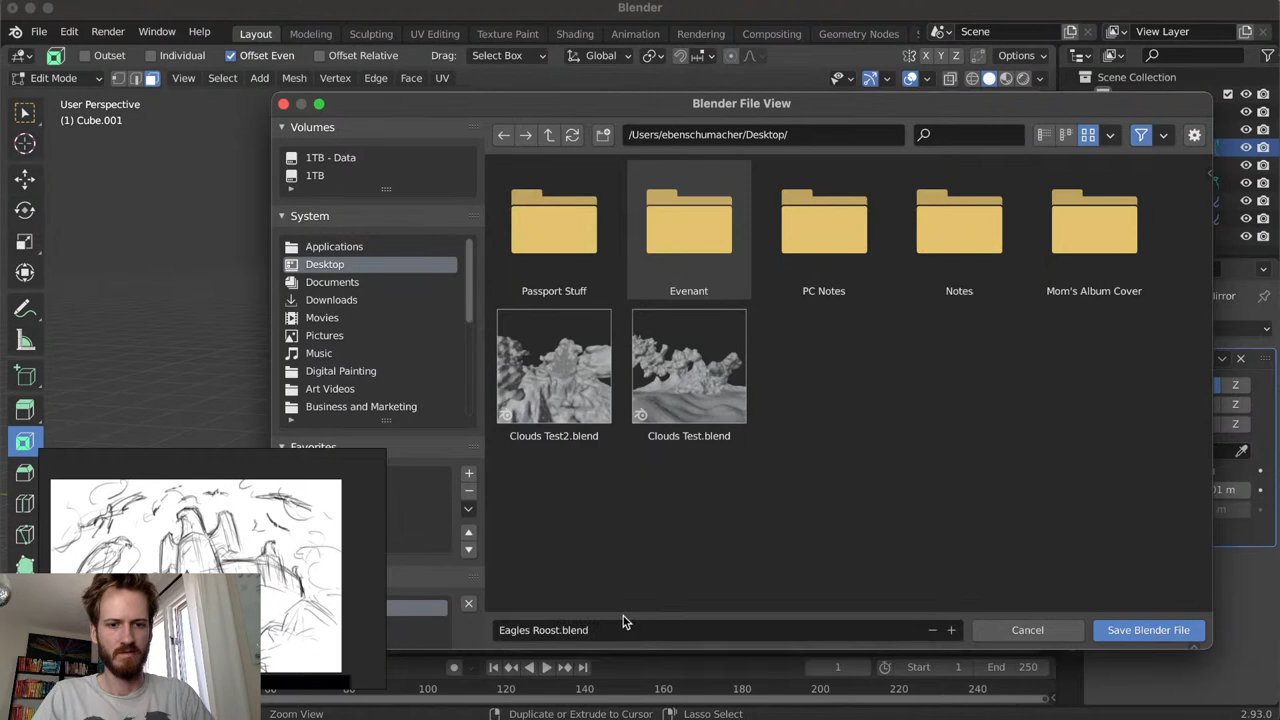 Blender
File Edit Render Window Help Layout Modeling Sculpting UV Editing Texture Paint Shading Animation Rendering Compositing Geometry Nodes Scene View Layer
Outset Individual Offset Even Offset Relative Drag: Select Box Global X Y Z Options
Edit Mode View Select Add Mesh Vertex Edge Face UV Scene Collection
User Perspective
(1) Cube.001
Blender File View
Volumes
/Users/ebenschumacher/Desktop/
1TB - Data
1TB
System
Applications
Desktop
Documents
Downloads
Movies
Pictures
Music
Digital Painting
Art Videos
Business and Marketing
Favorites
Passport Stuff Evenant PC Notes Notes Mom's Album Cover
Clouds Test2.blend Clouds Test.blend
Z
Z
Z
Eagles Roost.blend Cancel Save Blender File
1 Start 1 End 250
80 100 120 140 160 180 200 220 240
Zoom View Duplicate or Extrude to Cursor Lasso Select 2.93.0